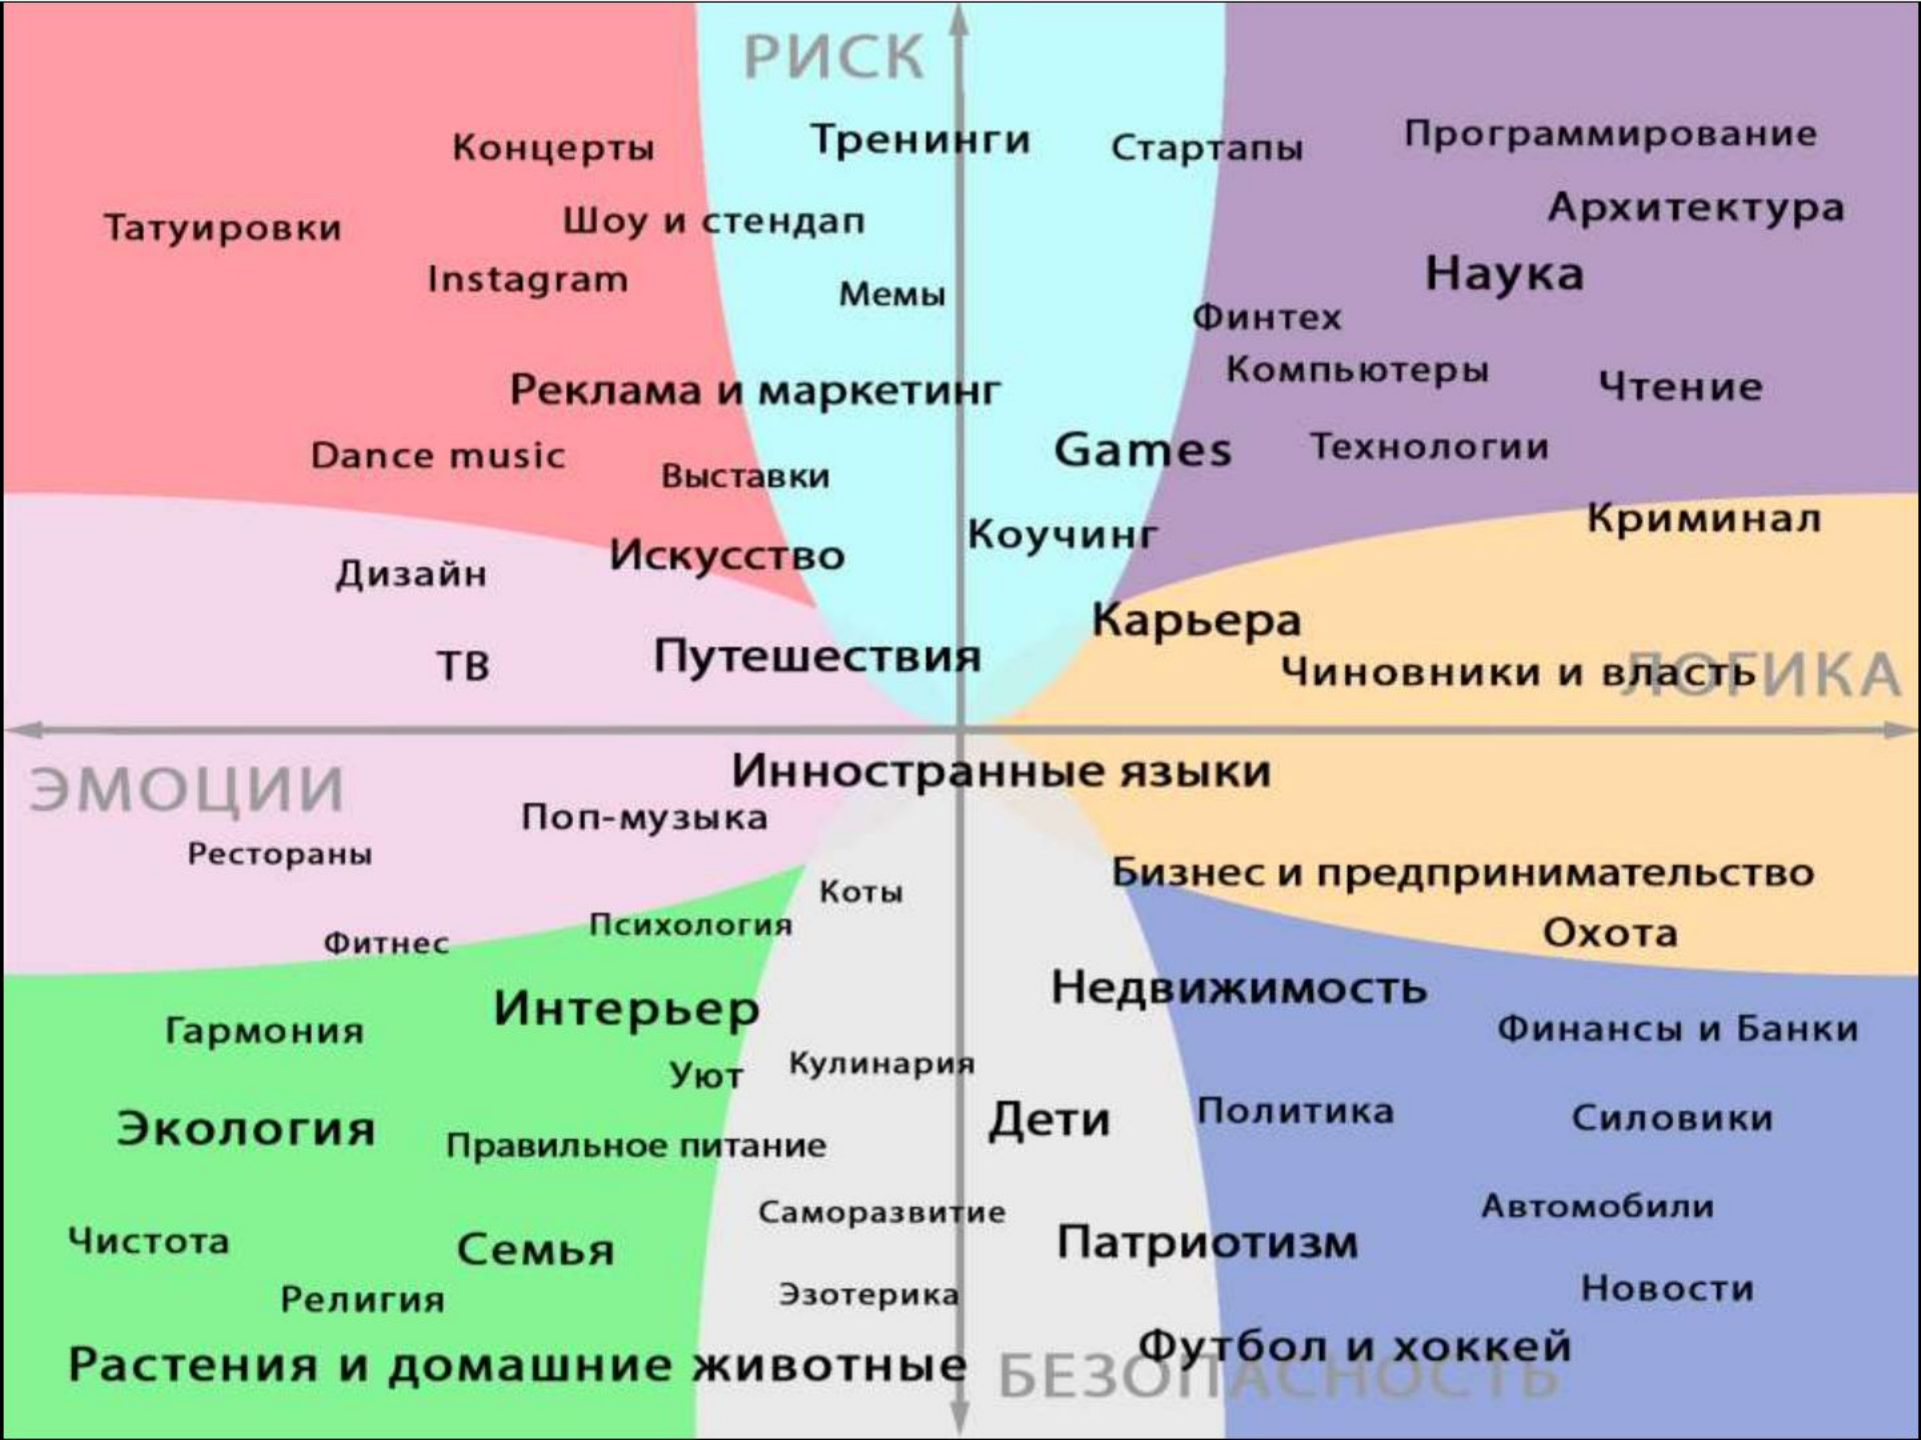 РИСК
Тренинги
Стартапы
Программирование
Концерты
Архитектура
Татуировки
Шоу и стендап
Наука
Instagram
Мемы
Финтех
Компьютеры
Чтение
Реклама и маркетинг
Games
Технологии
Dance music
Выставки
Криминал
Коучинг
Искусство
Дизайн
Карьера
ТВ
Путешествия
Чиновники и власть
ЛОГИКА
ЭМОЦИИ
Инностранные языки
Поп-музыка
Рестораны
Бизнес и предпринимательство
Коты
Психология
Охота
Фитнес
Недвижимость
Интерьер
Гармония
Финансы и Банки
Уют
Кулинария
Экология
Дети
Политика
Силовики
Правильное питание
Саморазвитие
Автомобили
Чистота
Семья
Патриотизм
Религия
Эзотерика
Новости
Футбол и хоккей
Растения и домашние животные
БЕЗОПАСНОСТЬ